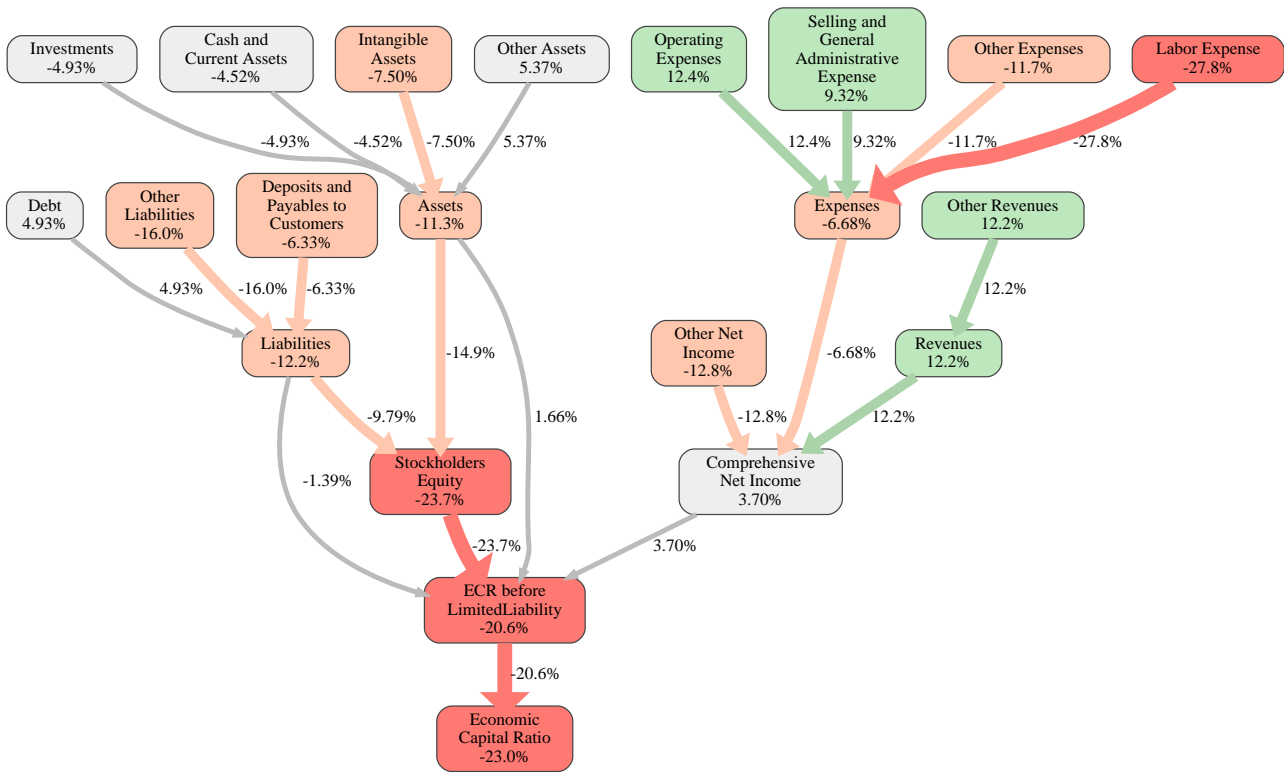 Investments
-4.93%
Cash and
Current Assets
-4.52%
Intangible
Assets
-7.50%
Other Assets
5.37%
Operating
Expenses
12.4%
Selling and
General
Administrative
Expense
9.32%
Other Expenses
-11.7%
Labor Expense
-27.8%
-4.93%
-4.52%
-7.50%
5.37%
12.4%
9.32%
-11.7%
-27.8%
Debt
4.93%
Other
Liabilities
-16.0%
Deposits and
Payables to
Customers
-6.33%
Assets
-11.3%
Expenses
-6.68%
Other Revenues
12.2%
4.93%
-16.0%
-6.33%
12.2%
Liabilities
-12.2%
-14.9%
Other Net
Income
-12.8%
-6.68%
Revenues
12.2%
-9.79%
1.66%
-12.8%
12.2%
-1.39%
Stockholders
Equity
-23.7%
Comprehensive
Net Income
3.70%
-23.7%
3.70%
ECR before
LimitedLiability
-20.6%
-20.6%
Economic
Capital Ratio
-23.0%